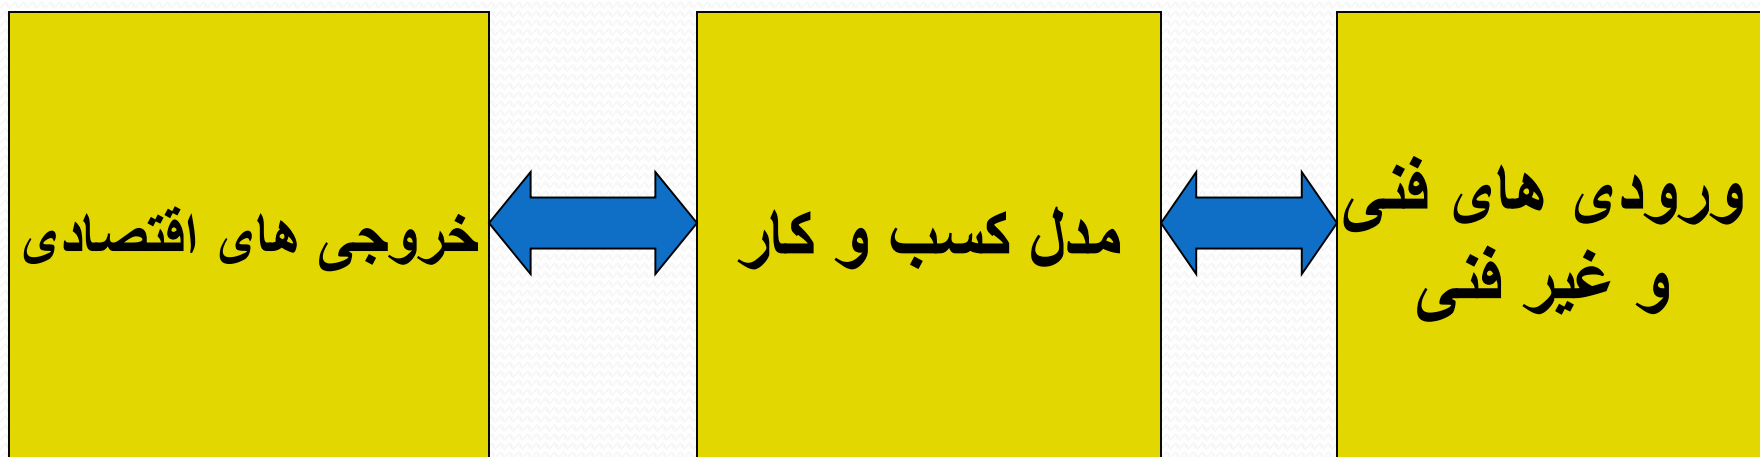 ورودی های فنی
و غیر فنی
مدل کسب و کار
خروجی های اقتصادی